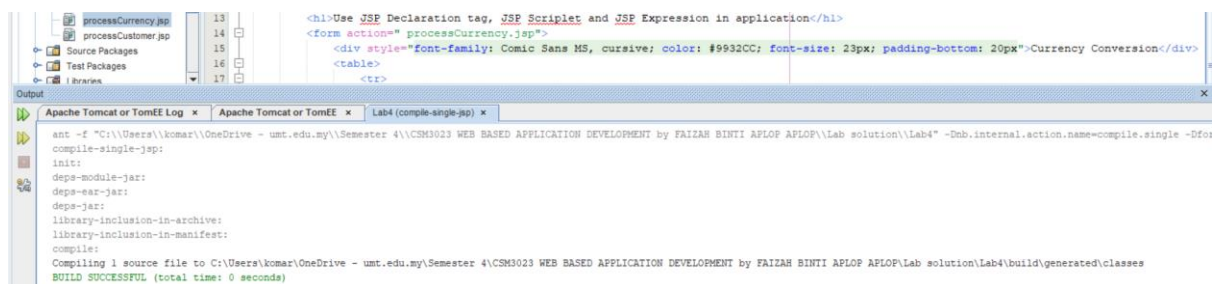 processCurrency.jsp
processCustomer.jsp
Source Packages
Test Packages
Libraries
13 <h1>Use JSP Declaration tag, JSP Scriplet and JSP Expression in application</h1>
14 <form action=" processCurrency.jsp">
15 <div style="font-family: Comic Sans MS, cursive; color: #9932CC; font-size: 23px; padding-bottom: 20px">Currency Conversion</div>
16 <table>
17 <tr>
Output
Apache Tomcat or TomEE Log × Apache Tomcat or TomEE × Lab4 (compile-single-jsp) ×
ant -f "C:\\Users\\komar\\OneDrive - umt.edu.my\\Semester 4\\CSM3023 WEB BASED APPLICATION DEVELOPMENT by FAIZAH BINTI APLOP APLOP\\Lab solution\\Lab4" -Dnb.internal.action.name=compile.single -Dfor
compile-single-jsp:
init:
deps-module-jar:
deps-ear-jar:
deps-jar:
library-inclusion-in-archive:
library-inclusion-in-manifest:
compile:
Compiling 1 source file to C:\Users\komar\OneDrive - umt.edu.my\Semester 4\CSM3023 WEB BASED APPLICATION DEVELOPMENT by FAIZAH BINTI APLOP APLOP\Lab solution\Lab4\build\generated\classes
BUILD SUCCESSFUL (total time: 0 seconds)